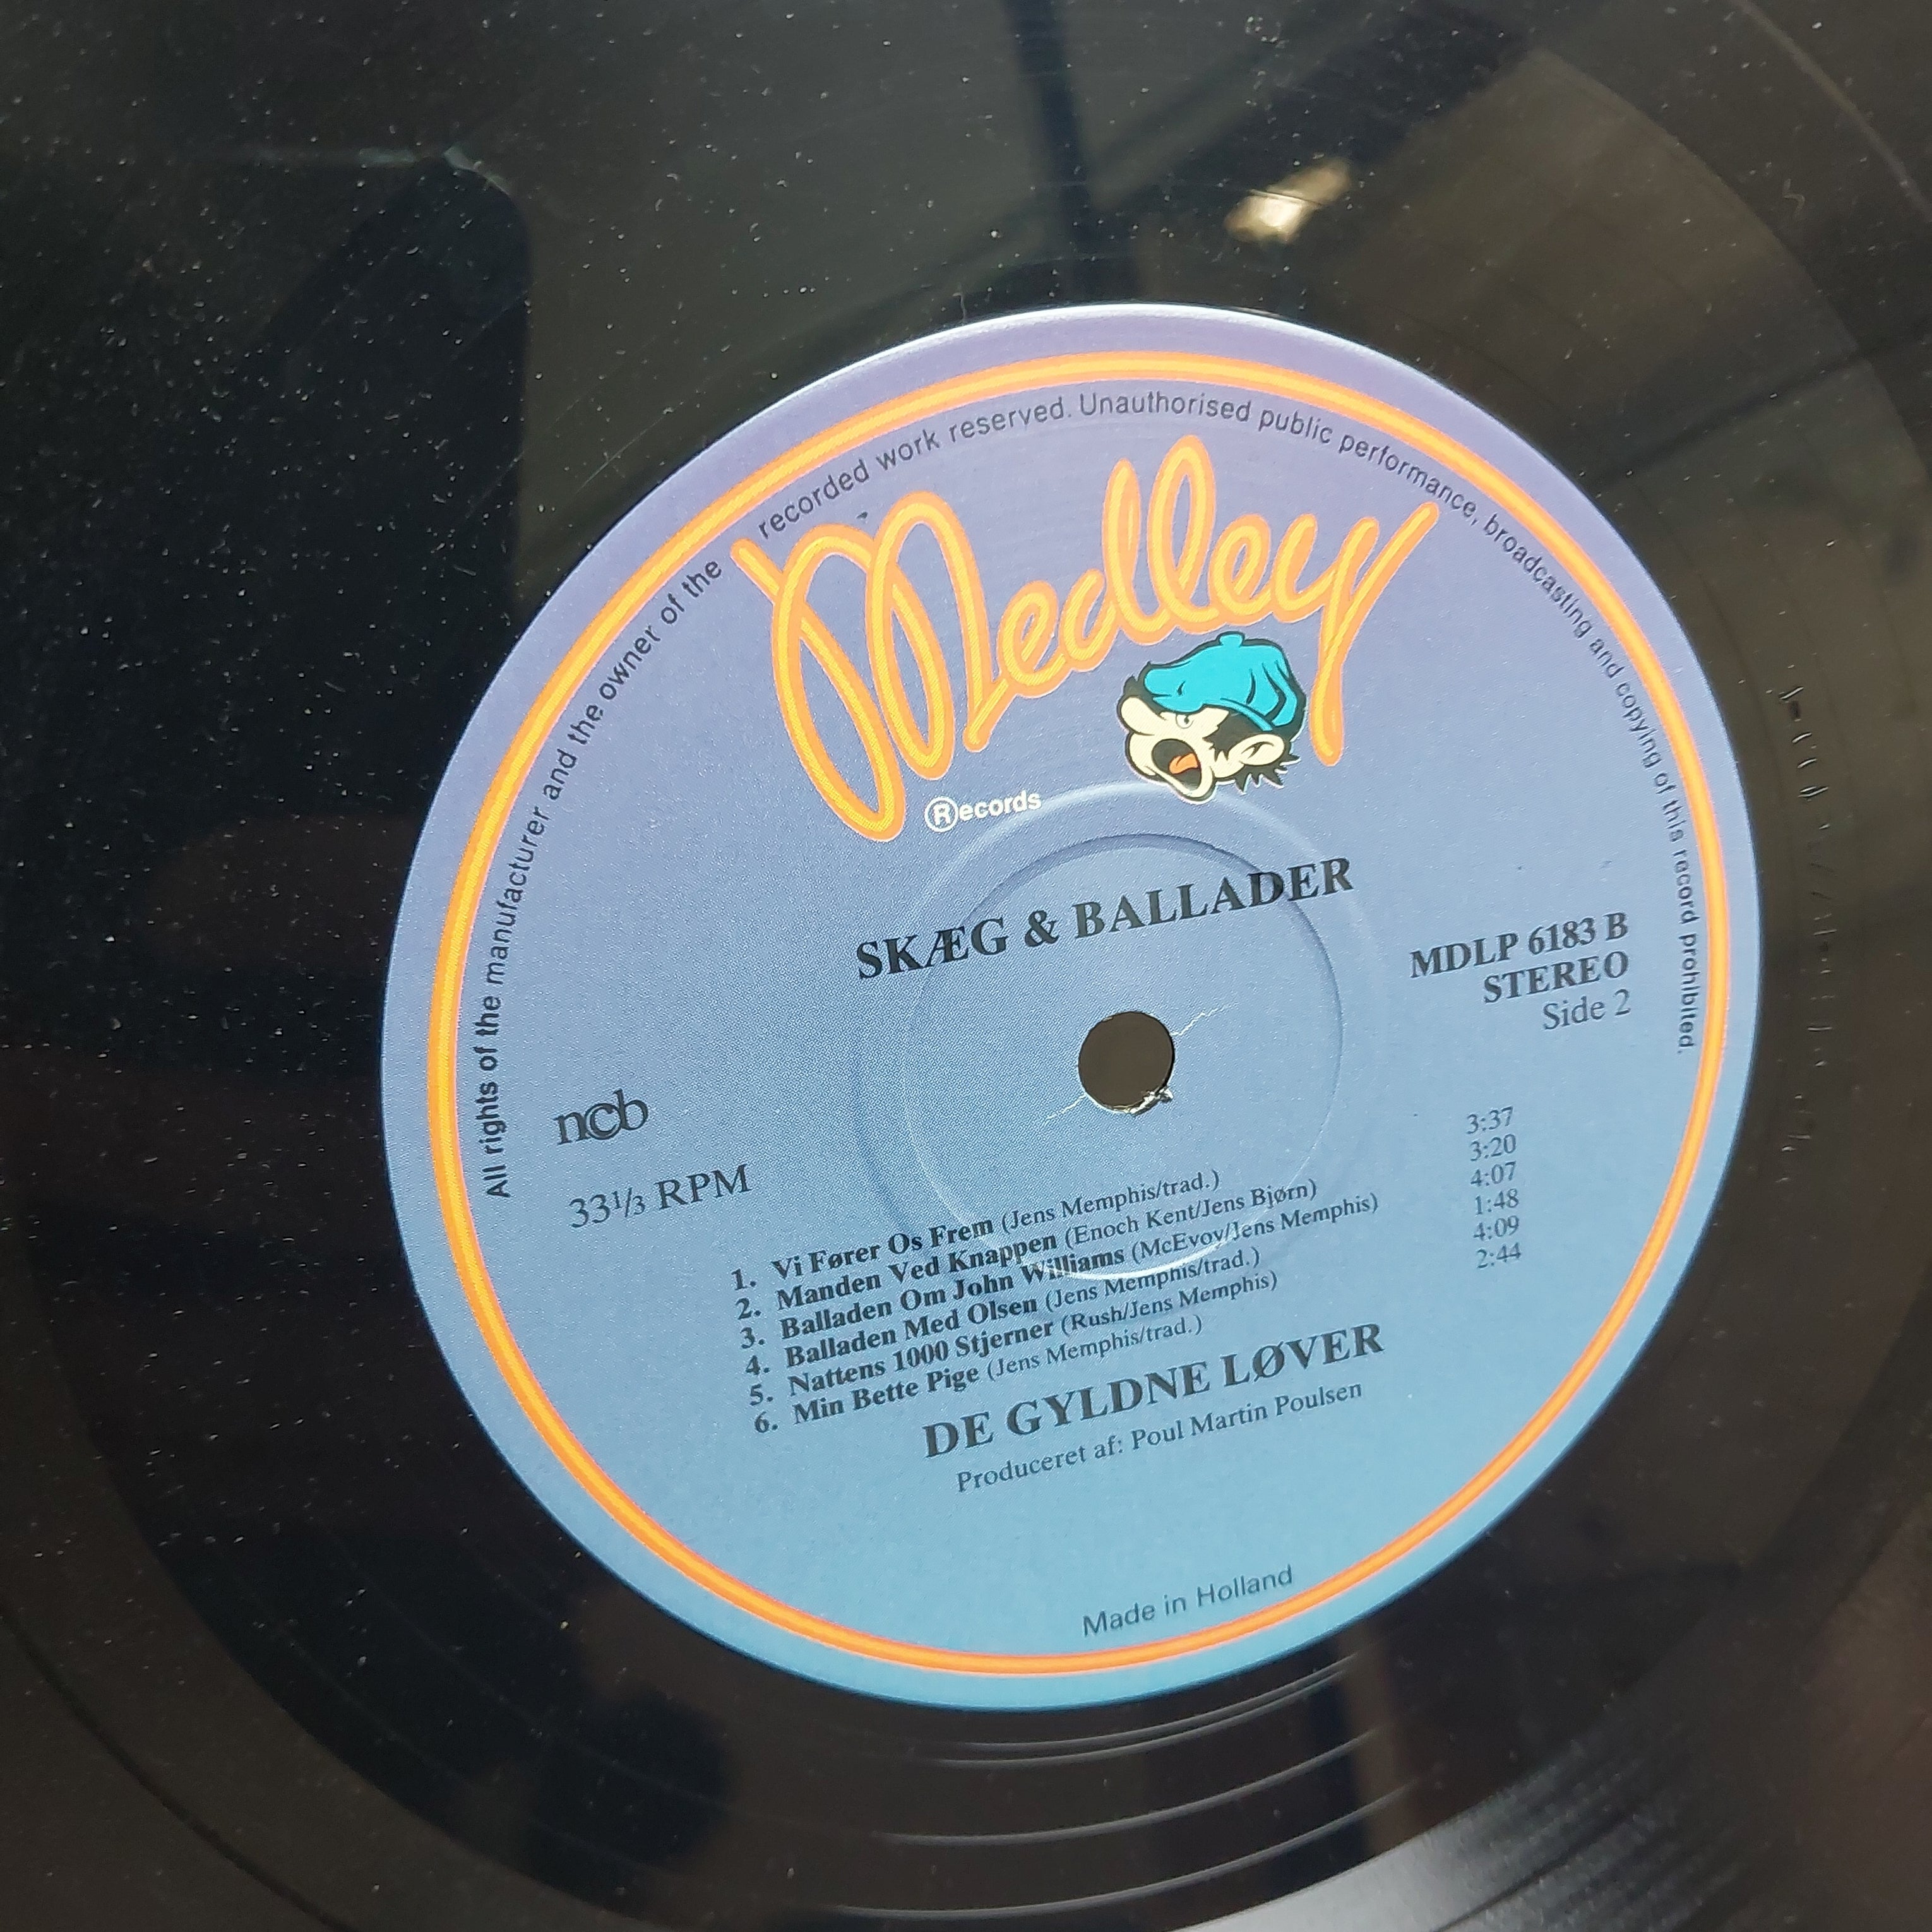 All rights of the manufacturer and the owner of the recorded work reserved. Unauthorised public performance, broadcasting and copying of this record prohibited.
Medley
Ⓡecords
SKÆG & BALLADER
MDLP 6183 B
STEREO
Side 2
ncb
33⅓ RPM
1. Vi Fører Os Frem (Jens Memphis/trad.) 3:37
2. Manden Ved Knappen (Enoch Kent/Jens Bjørn) 3:20
3. Balladen Om John Williams (McEvoy/Jens Memphis) 4:07
4. Balladen Med Olsen (Jens Memphis/trad.) 1:48
5. Nattens 1000 Stjerner (Rush/Jens Memphis) 4:09
6. Min Bette Pige (Jens Memphis/trad.) 2:44
DE GYLDNE LØVER
Produceret af: Poul Martin Poulsen
Made in Holland